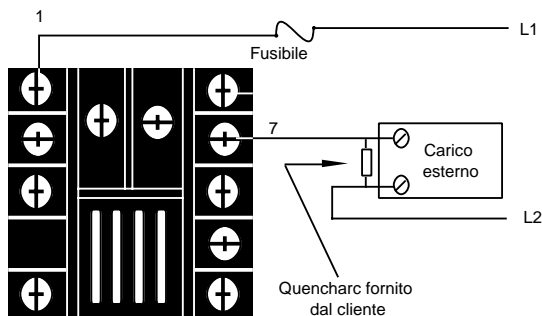 1
L1
Fusibile
7
Carico
esterno
L2
Quencharc fornito
dal cliente